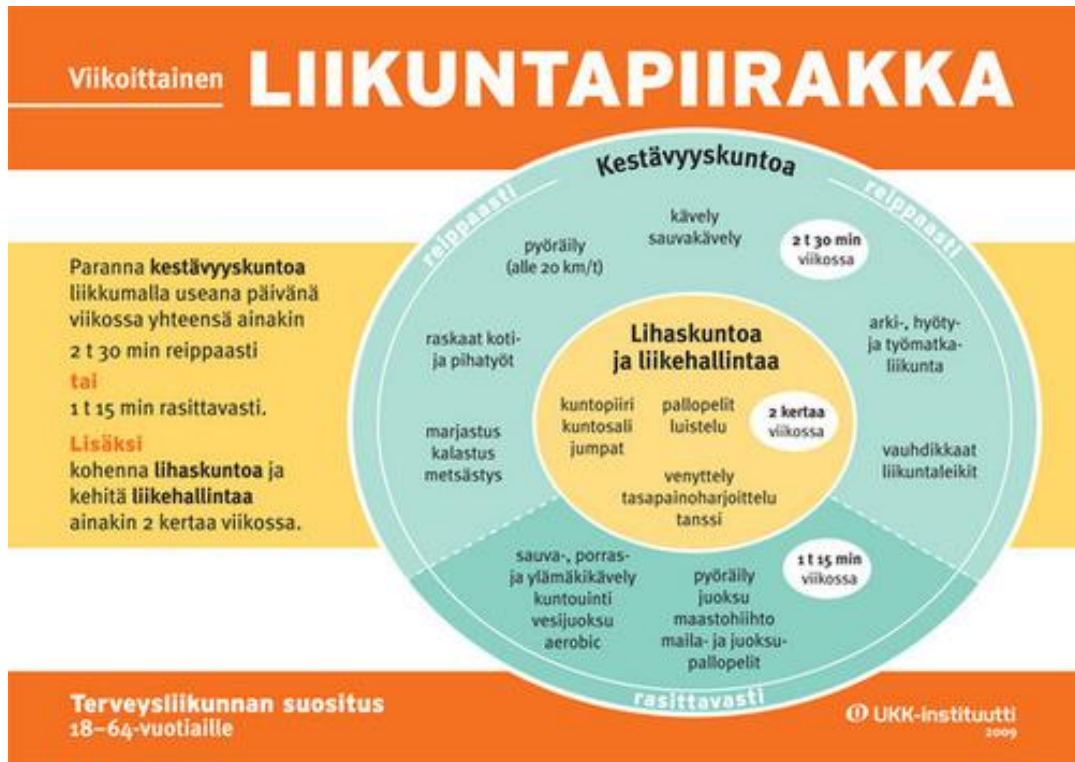 Viikoittainen LIIKUNTAPIIRAKKA
Paranna kestävyyskuntoa
liikkumalla useana päivänä
viikossa yhteensä ainakin
2 t 30 min reippaasti
tai
1 t 15 min rasittavasti.
Lisäksi
kohenna lihaskuntoa ja
kehitä liikehallintaa
ainakin 2 kertaa viikossa.
Kestävyyskuntoa
reippaasti
reippaasti
kävely
sauvakävely
2 t 30 min
viikossa
pyöräily
(alle 20 km/t)
raskaat koti-
ja pihatyöt
marjastus
kalastus
metsästys
arki-, hyöty-
ja työmatka-
liikunta
vauhdikkaat
liikuntaleikit
Lihaskuntoa
ja liikehallintaa
kuntopiiri
kuntosali
jumpat
pallopelit
luistelu
2 kertaa
viikossa
venyttely
tasapainoharjoittelu
tanssi
sauva-, porras-
ja ylämäkikävely
kuntouinti
vesijuoksu
aerobic
pyöräily
juoksu
maastohiihto
maila- ja juoksu-
pallopelit
1 t 15 min
viikossa
rasittavasti
Terveysliikunnan suositus
18–64-vuotiaille
UKK-instituutti
2009